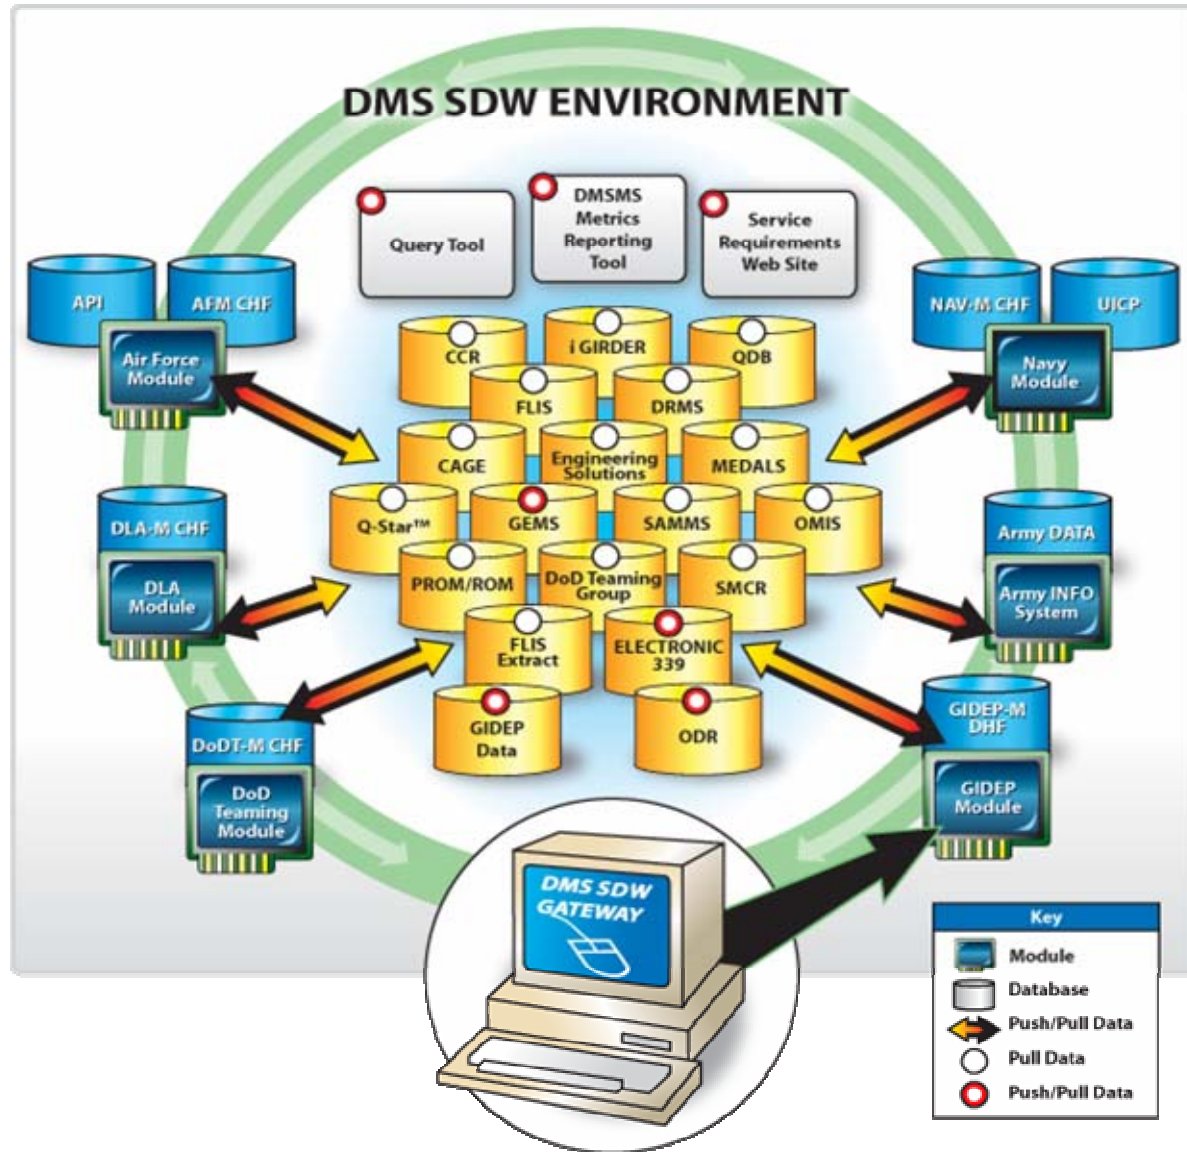 DMS SDW ENVIRONMENT
Query Tool
DMSMS
Metrics
Reporting
Tool
Service
Requirements
Web Site
API
AFM CHF
Air Force
Module
NAV-M CHF
UICP
Navy
Module
CCR
i GIRDER
QDB
FLIS
DRMS
CAGE
Engineering
Solutions
MEDALS
Q-Star™
GEMS
SAMMS
OMIS
PROM/ROM
DoD Teaming
Group
SMCR
FLIS
Extract
ELECTRONIC
339
GIDEP
Data
ODR
DLA-M CHF
DLA
Module
Army DATA
Army INFO
System
DoDT-M CHF
DoD
Teaming
Module
GIDEP-M
DHF
GIDEP
Module
DMS SDW
GATEWAY
Key
Module
Database
Push/Pull Data
Pull Data
Push/Pull Data